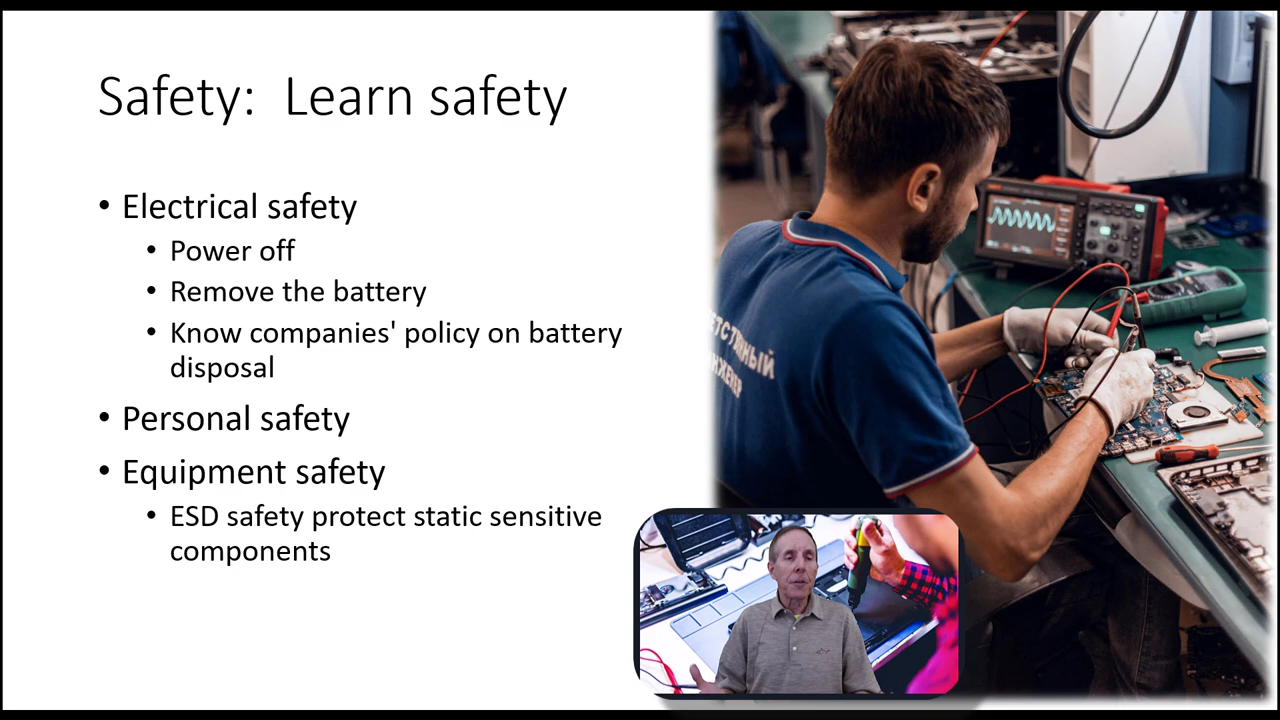 Safety:  Learn safety
• Electrical safety
• Power off
• Remove the battery
• Know companies' policy on battery
disposal
• Personal safety
• Equipment safety
• ESD safety protect static sensitive
components